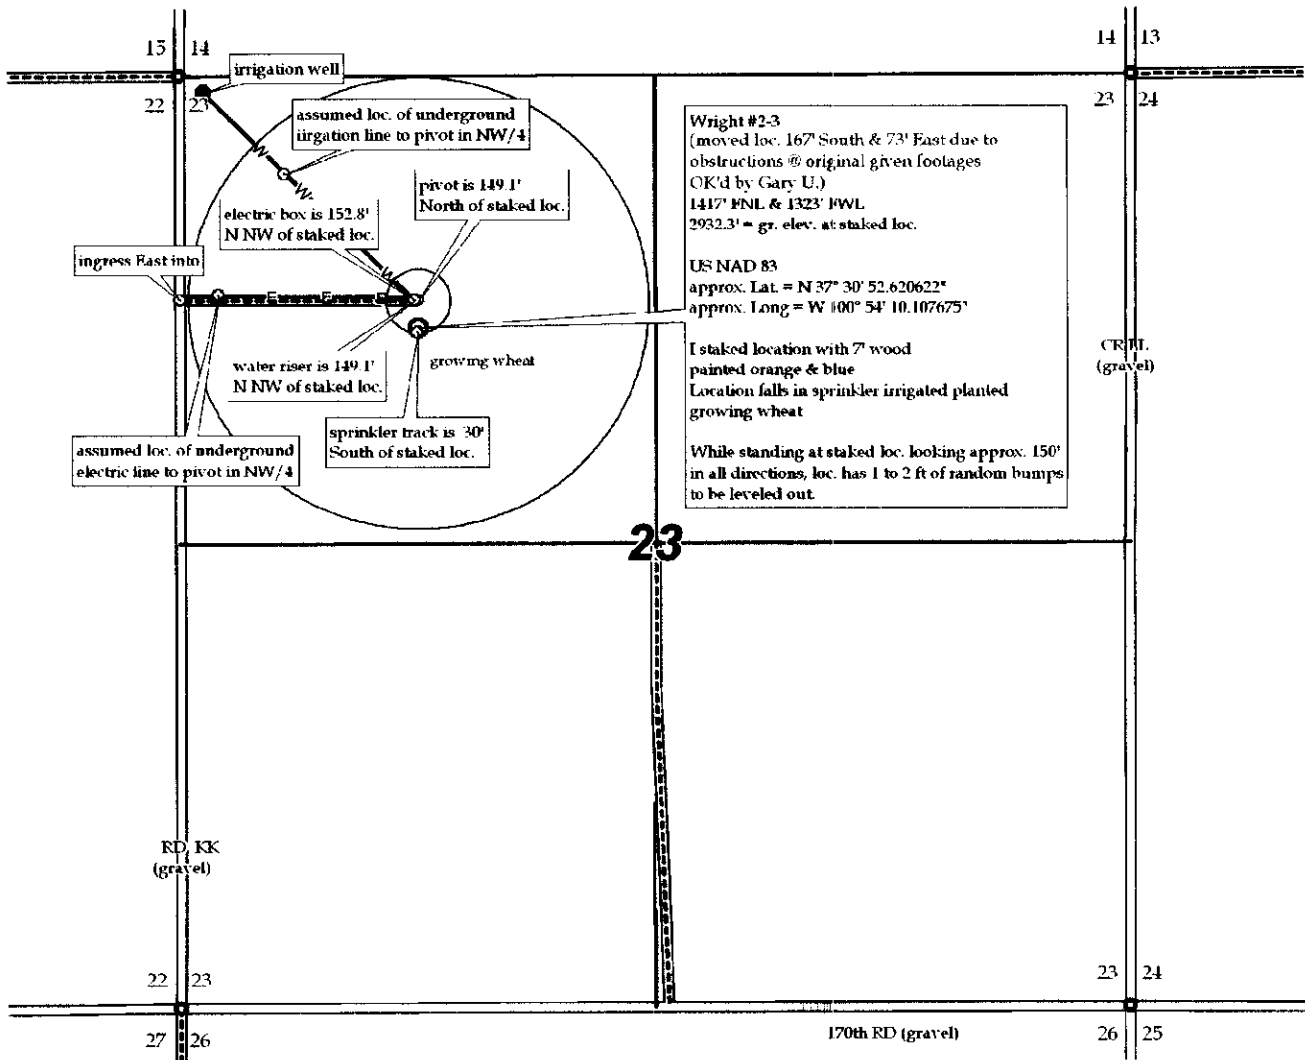 15 14
14 13
irrigation well
22 23
23 24
assumed loc. of underground
iirgation line to pivot in NW/4
Wright #2-3
(moved loc. 167' South & 73' East due to
obstructions @ original given footages
OK'd by Gary U.)
1417' FNL & 1323' FWL
2932.3' = gr. elev. at staked loc.
US NAD 83
approx. Lat. = N 37° 30' 52.620622"
approx. Long = W 100° 54' 10.107675"
I staked location with 7' wood
painted orange & blue
Location falls in sprinkler irrigated planted
growing wheat
While standing at staked loc. looking approx. 150'
in all directions, loc. has 1 to 2 ft of random bumps
to be leveled out.
W
W
pivot is 149.1'
North of staked loc.
electric box is 152.8'
N NW of staked loc.
W
ingress East into
E E E
water riser is 149.1'
N NW of staked loc.
growing wheat
CR LL
(gravel)
sprinkler track is 30'
South of staked loc.
assumed loc. of underground
electric line to pivot in NW/4
23
RD KK
(gravel)
22 23
23 24
27 26
170th RD (gravel)
26 25